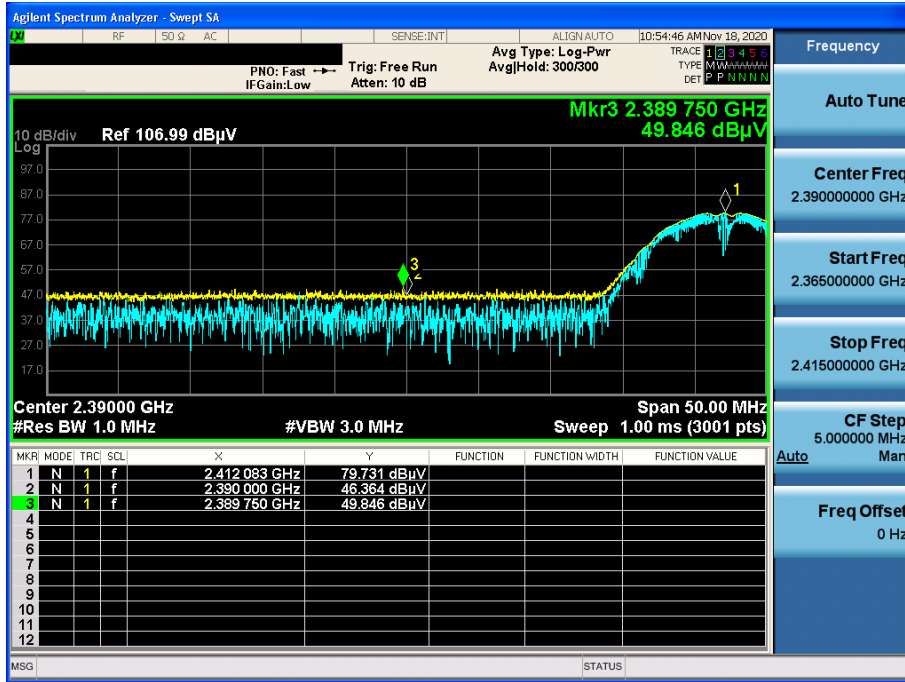 Agilent Spectrum Analyzer - Swept SA
LXI RF 50 Ω AC SENSE:INT ALIGNAUTO 10:54:46 AM Nov 18, 2020
PNO: Fast
IFGain:Low
Trig: Free Run
Atten: 10 dB
Avg Type: Log-Pwr
Avg|Hold: 300/300
TRACE 1 2 3 4 5 6
TYPE M W
DET P P N N N N
Mkr3 2.389 750 GHz
49.846 dBµV
10 dB/div Ref 106.99 dBµV
Log
97.0
87.0
77.0
67.0
57.0
47.0
37.0
27.0
17.0
1
3
2
Center 2.39000 GHz Span 50.00 MHz
#Res BW 1.0 MHz #VBW 3.0 MHz Sweep 1.00 ms (3001 pts)
MKR MODE TRC SCL X Y FUNCTION FUNCTION WIDTH FUNCTION VALUE
1 N 1 f 2.412 083 GHz 79.731 dBµV
2 N 1 f 2.390 000 GHz 46.364 dBµV
3 N 1 f 2.389 750 GHz 49.846 dBµV
4
5
6
7
8
9
10
11
12
MSG STATUS
Frequency
Auto Tune
Center Freq
2.390000000 GHz
Start Freq
2.365000000 GHz
Stop Freq
2.415000000 GHz
CF Step
5.000000 MHz
Auto Man
Freq Offset
0 Hz